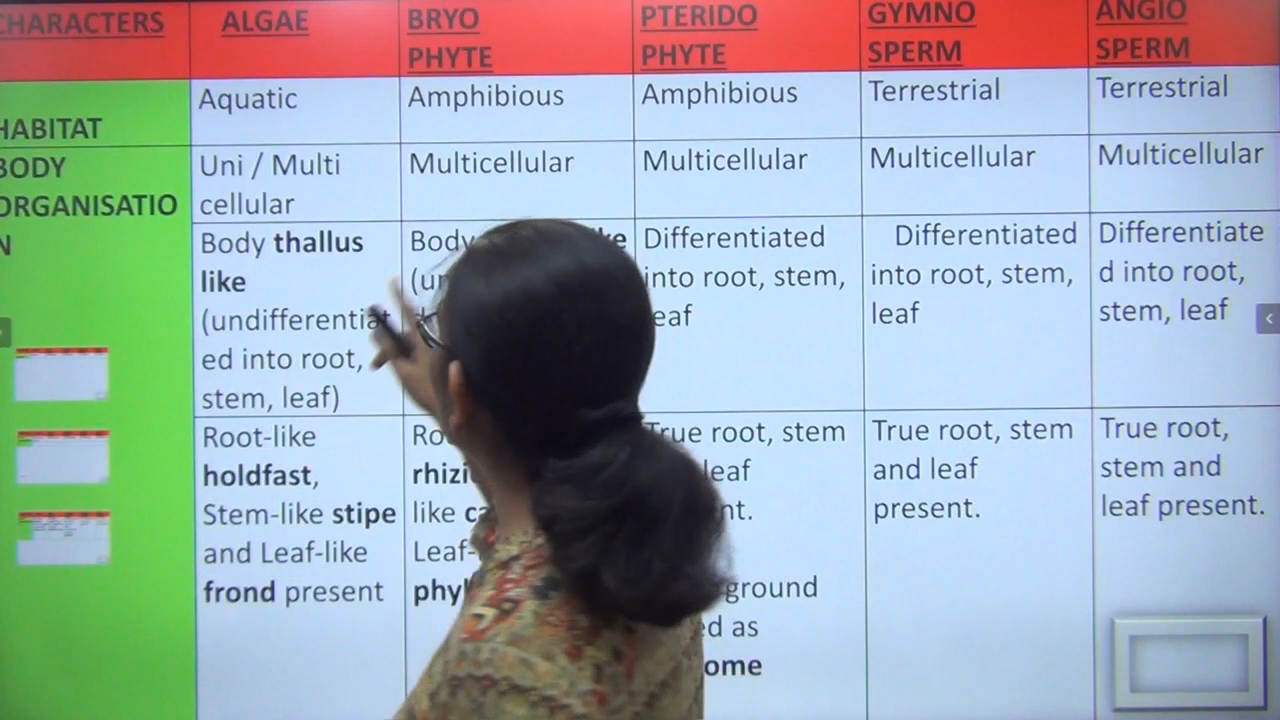 CHARACTERS
ALGAE
BRYO
PHYTE
PTERIDO
PHYTE
GYMNO
SPERM
ANGIO
SPERM
HABITAT
Aquatic
Amphibious
Amphibious
Terrestrial
Terrestrial
BODY
ORGANISATIO
N
Uni / Multi
cellular
Multicellular
Multicellular
Multicellular
Multicellular
Body thallus
like
(undifferentiat
ed into root,
stem, leaf)
Body
Differentiated
into root, stem,
leaf
Differentiated
into root, stem,
leaf
Differentiate
d into root,
stem, leaf
Root-like
holdfast,
Stem-like stipe
and Leaf-like
frond present
like
True root, stem
leaf
True root, stem
and leaf
present.
True root,
stem and
leaf present.